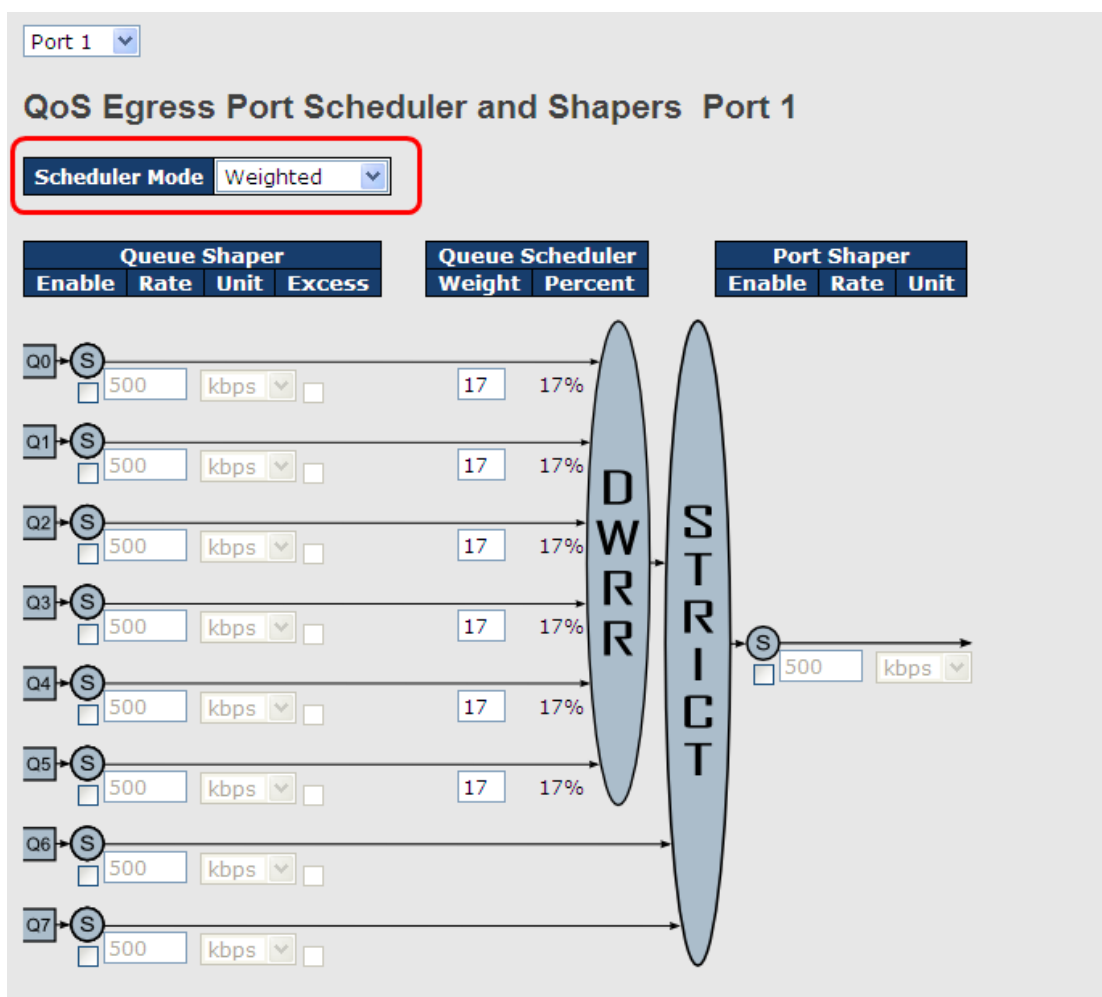 Port 1
QoS Egress Port Scheduler and Shapers Port 1
Scheduler Mode Weighted
Queue Shaper Queue Scheduler Port Shaper
Enable Rate Unit Excess Weight Percent Enable Rate Unit
Q0 S
500 kbps 17 17%
Q1 S
500 kbps 17 17%
Q2 S
500 kbps 17 17%
Q3 S
500 kbps 17 17%
Q4 S
500 kbps 17 17%
Q5 S
500 kbps 17 17%
Q6 S
500 kbps
Q7 S
500 kbps
DWRR
STRICT
S
500 kbps